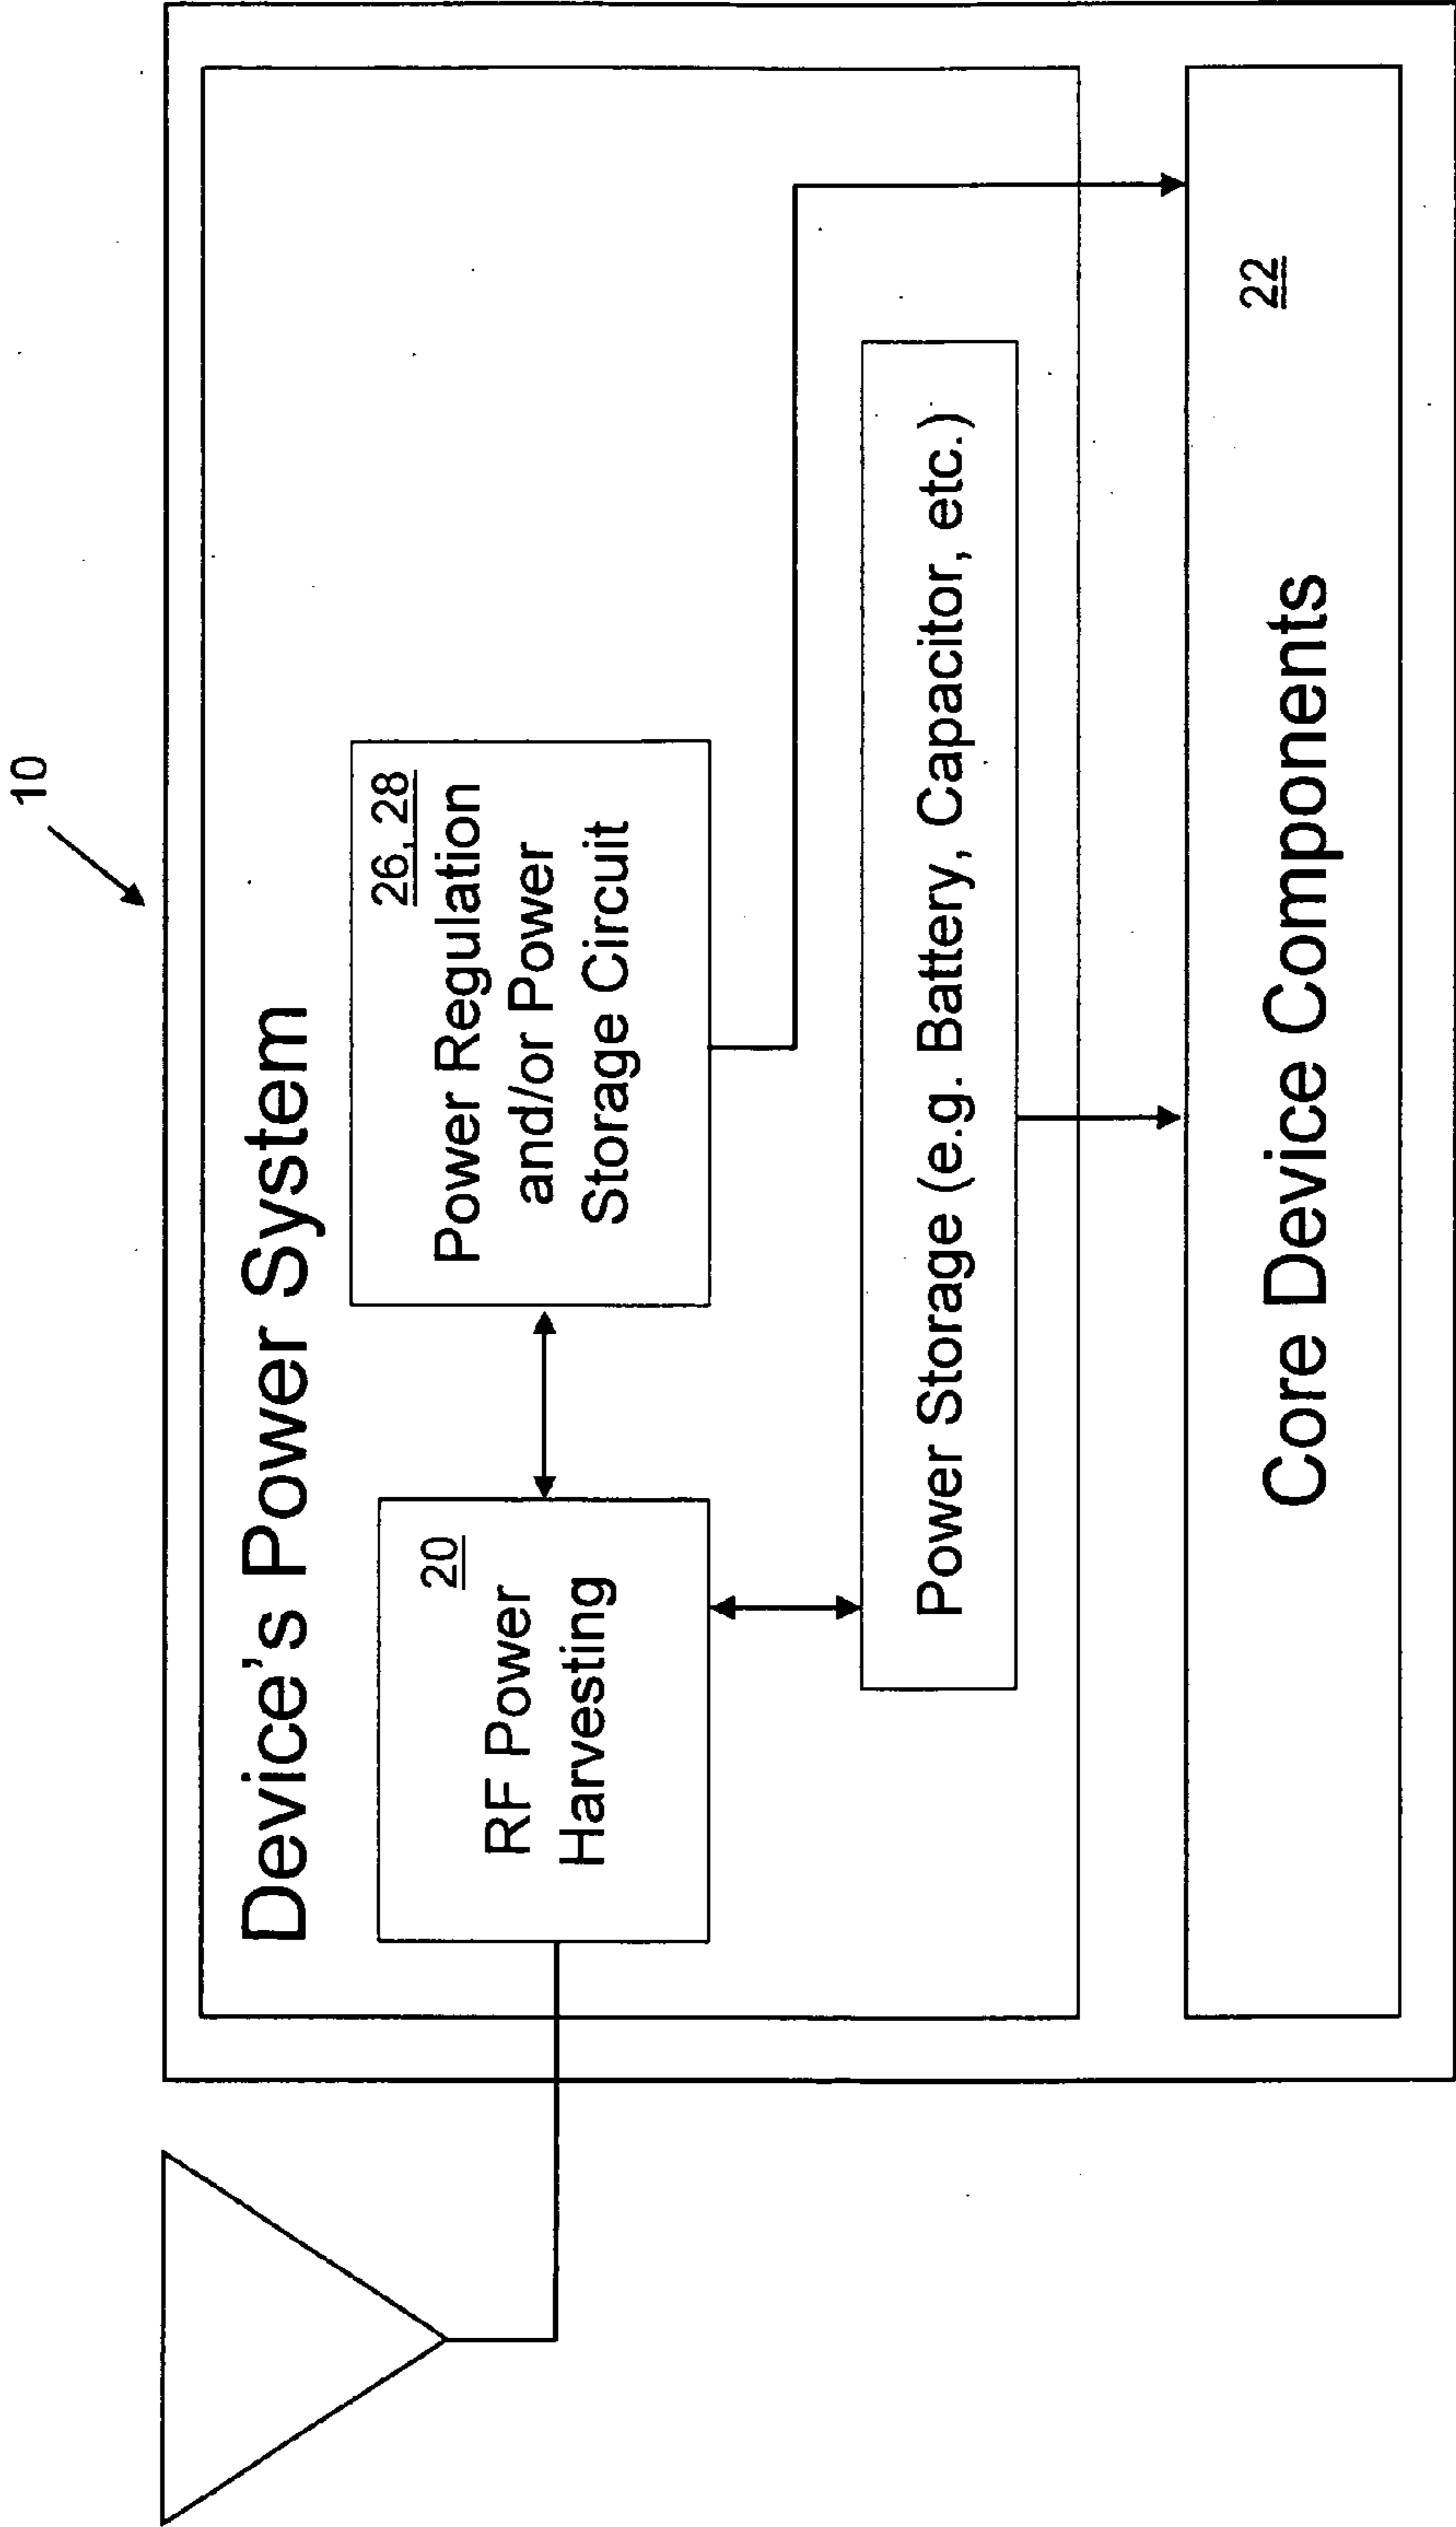 10
Device's Power System
20
RF Power
Harvesting
26, 28
Power Regulation
and/or Power
Storage Circuit
Power Storage (e.g. Battery, Capacitor, etc.)
22
Core Device Components